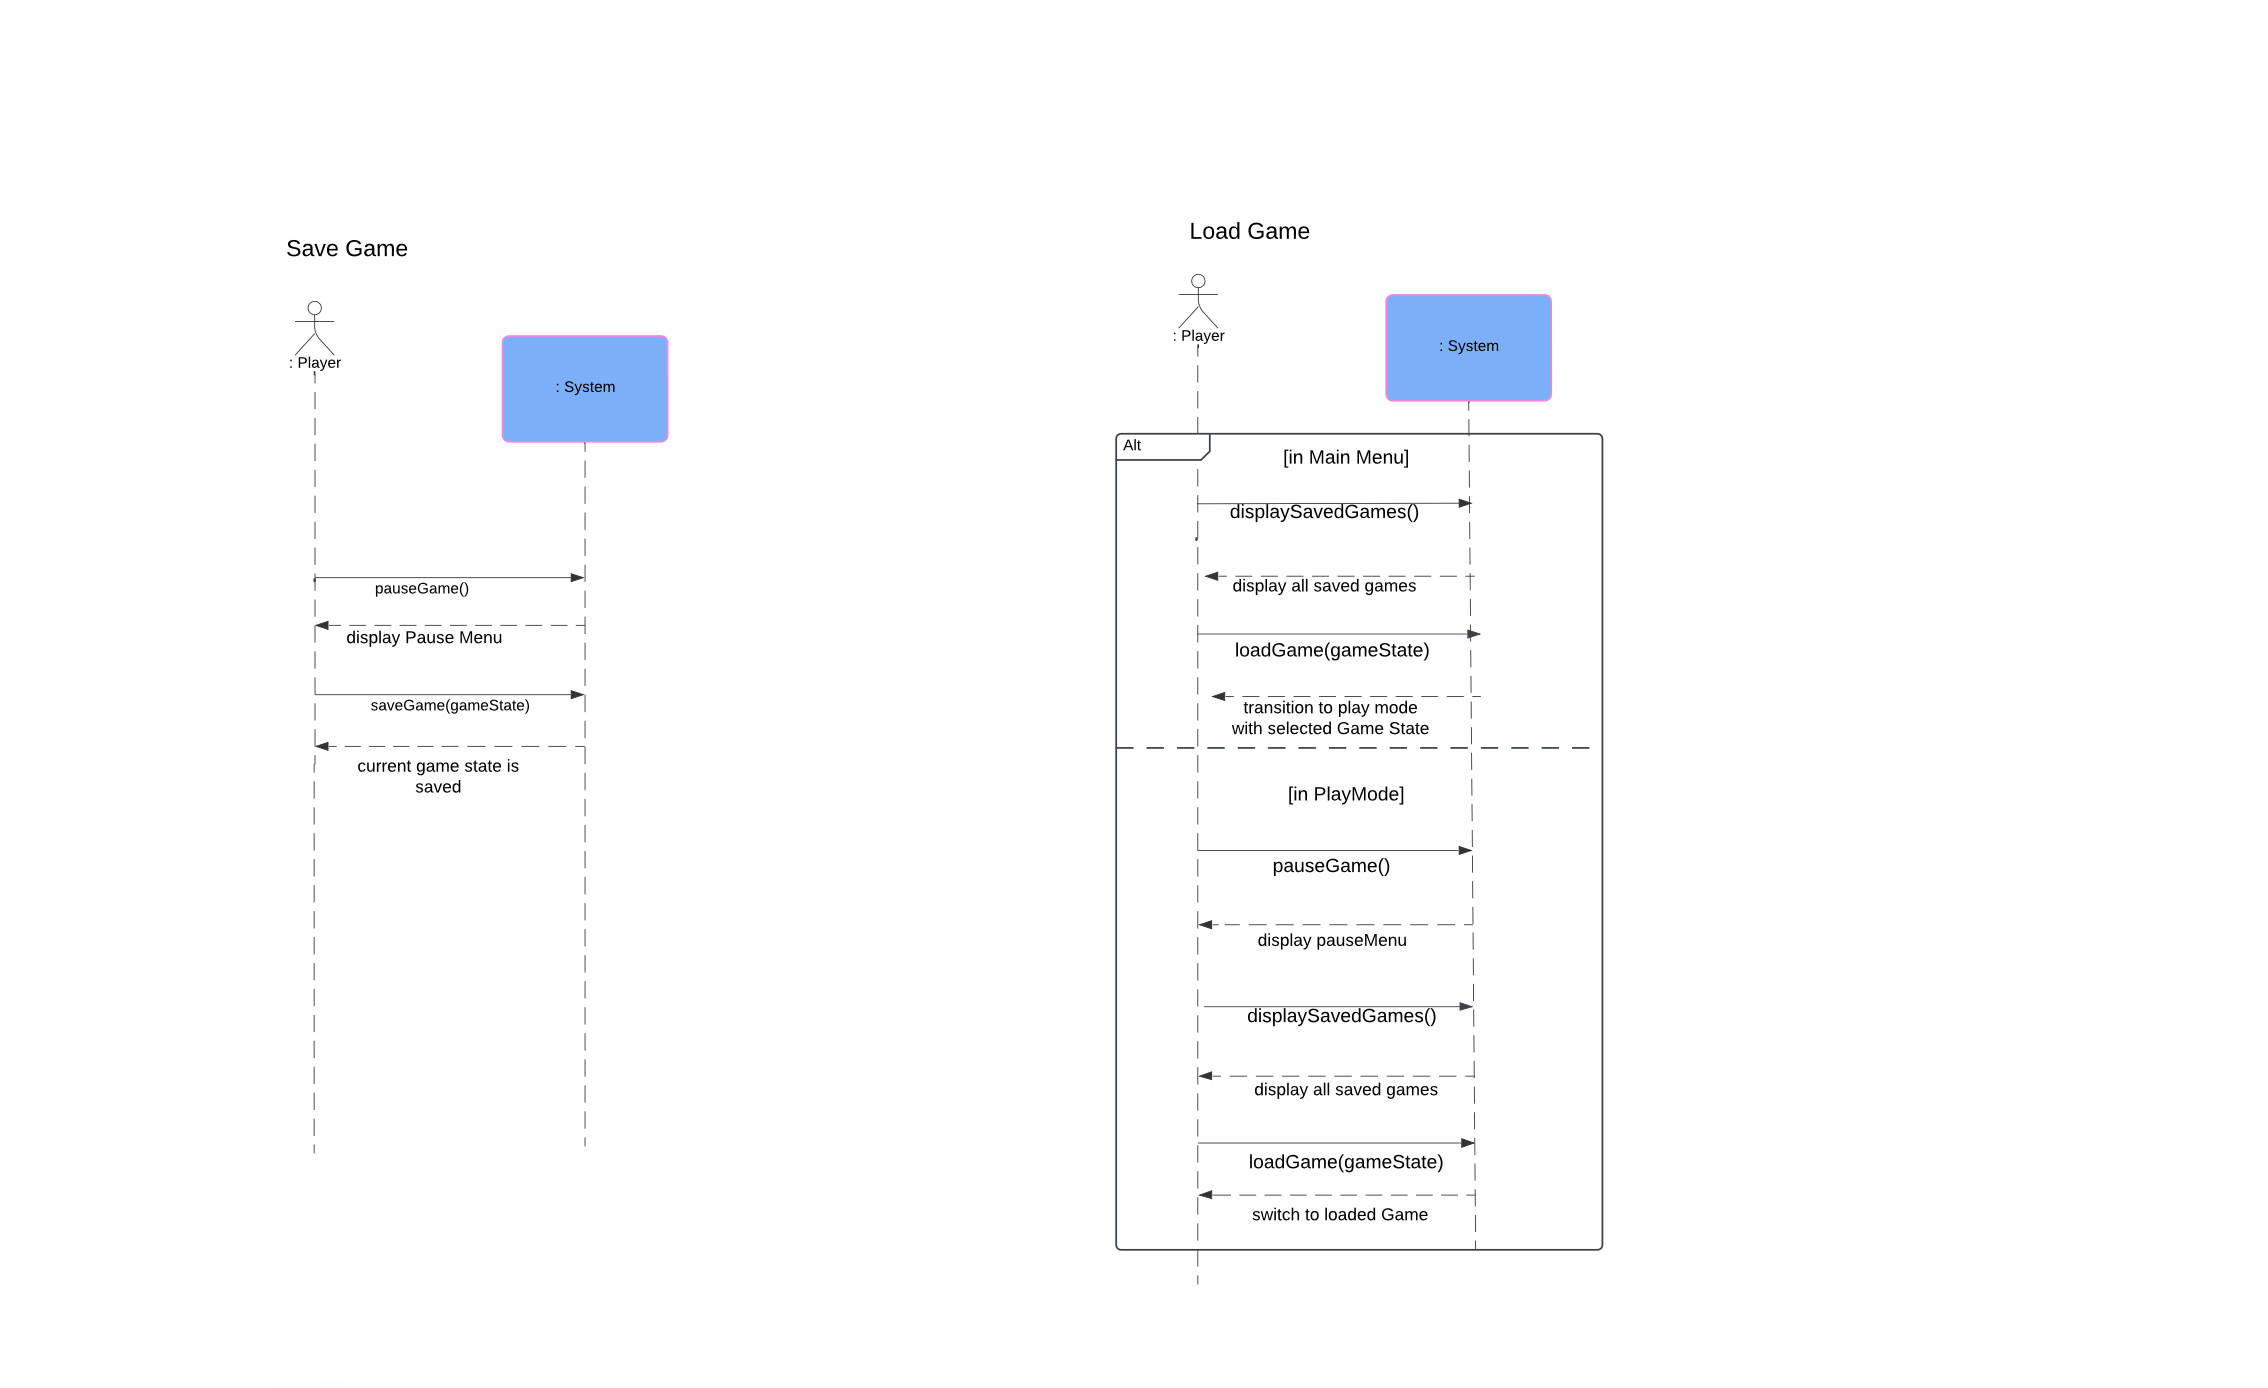 Save Game
: Player
: System
pauseGame()
display Pause Menu
saveGame(gameState)
current game state is
saved
Load Game
: Player
: System
Alt
[in Main Menu]
displaySavedGames()
display all saved games
loadGame(gameState)
transition to play mode
with selected Game State
[in PlayMode]
pauseGame()
display pauseMenu
displaySavedGames()
display all saved games
loadGame(gameState)
switch to loaded Game